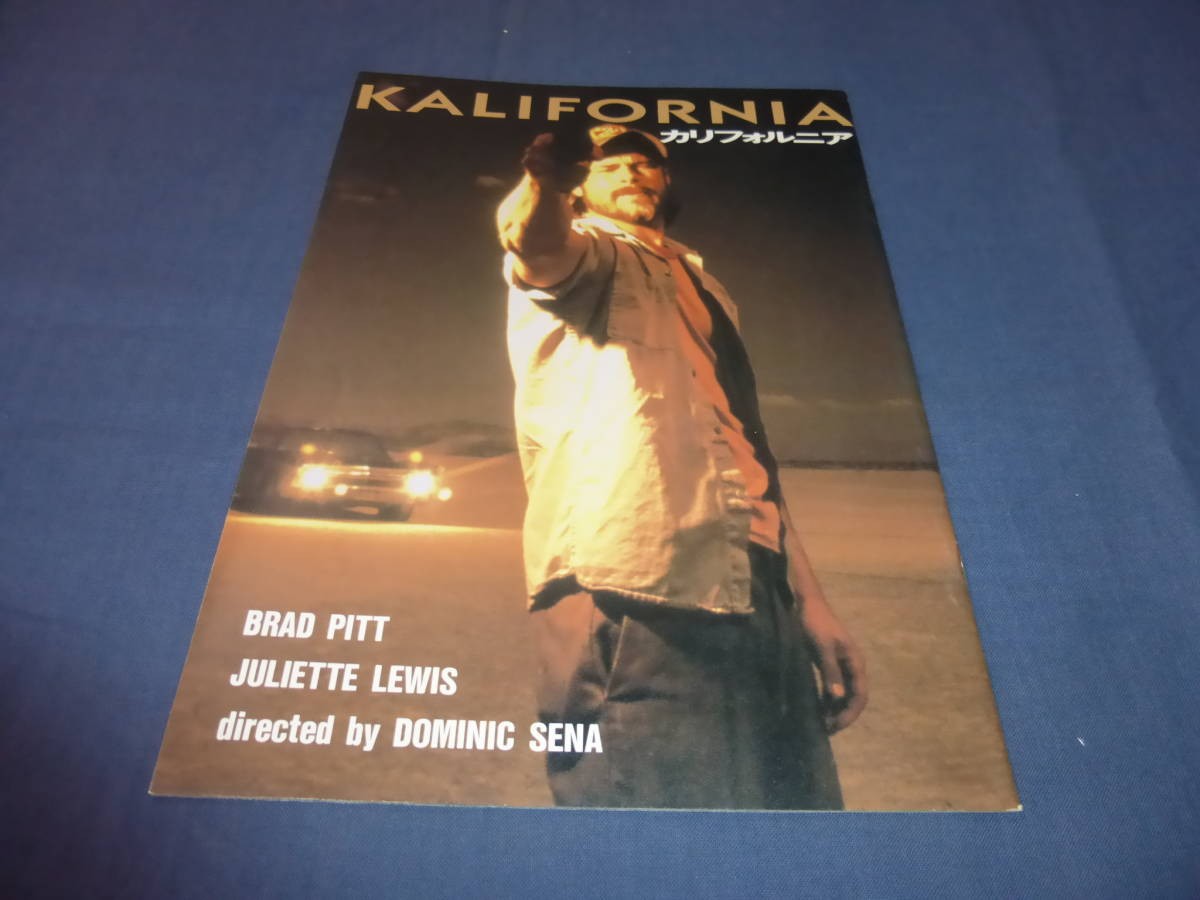 KALIFORNIA
カリフォルニア
BRAD PITT
JULIETTE LEWIS
directed by DOMINIC SENA